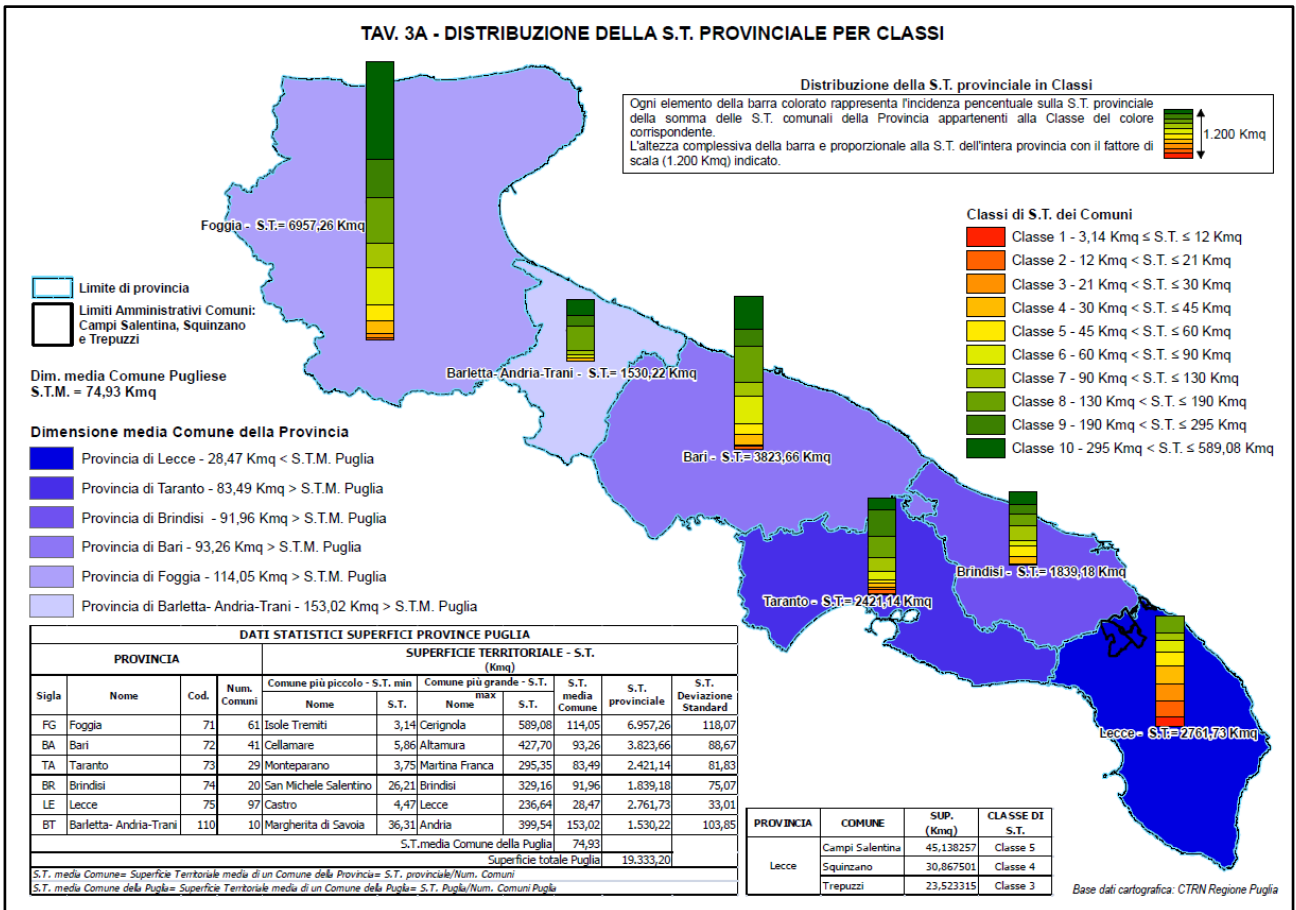 TAV. 3A - DISTRIBUZIONE DELLA S.T. PROVINCIALE PER CLASSI
Distribuzione della S.T. provinciale in Classi
Ogni elemento della barra colorato rappresenta l'incidenza pencentuale sulla S.T. provinciale
della somma delle S.T. comunali della Provincia appartenenti alla Classe del colore
corrispondente.
L'altezza complessiva della barra e proporzionale alla S.T. dell'intera provincia con il fattore di
scala (1.200 Kmq) indicato.
1.200 Kmq
Classi di S.T. dei Comuni
Classe 1 - 3,14 Kmq ≤ S.T. ≤ 12 Kmq
Classe 2 - 12 Kmq < S.T. ≤ 21 Kmq
Classe 3 - 21 Kmq < S.T. ≤ 30 Kmq
Classe 4 - 30 Kmq < S.T. ≤ 45 Kmq
Classe 5 - 45 Kmq < S.T. ≤ 60 Kmq
Classe 6 - 60 Kmq < S.T. ≤ 90 Kmq
Classe 7 - 90 Kmq < S.T. ≤ 130 Kmq
Classe 8 - 130 Kmq < S.T. ≤ 190 Kmq
Classe 9 - 190 Kmq < S.T. ≤ 295 Kmq
Classe 10 - 295 Kmq < S.T. ≤ 589,08 Kmq
Foggia - S.T.= 6957,26 Kmq
Barletta- Andria-Trani - S.T.= 1530,22 Kmq
Bari - S.T.= 3823,66 Kmq
Brindisi - S.T.= 1839,18 Kmq
Taranto - S.T.= 2421,14 Kmq
Lecce - S.T.= 2761,73 Kmq
Limite di provincia
Limiti Amministrativi Comuni:
Campi Salentina, Squinzano
e Trepuzzi
Dim. media Comune Pugliese
S.T.M. = 74,93 Kmq
Dimensione media Comune della Provincia
Provincia di Lecce - 28,47 Kmq < S.T.M. Puglia
Provincia di Taranto - 83,49 Kmq > S.T.M. Puglia
Provincia di Brindisi - 91,96 Kmq > S.T.M. Puglia
Provincia di Bari - 93,26 Kmq > S.T.M. Puglia
Provincia di Foggia - 114,05 Kmq > S.T.M. Puglia
Provincia di Barletta- Andria-Trani - 153,02 Kmq > S.T.M. Puglia
DATI STATISTICI SUPERFICI PROVINCE PUGLIA
PROVINCIA SUPERFICIE TERRITORIALE - S.T. (Kmq)
Sigla Nome Cod. Num. Comuni Comune più piccolo - S.T. min Comune più grande - S.T. max S.T. media Comune S.T. provinciale S.T. Deviazione Standard
Nome S.T. Nome S.T.
FG Foggia 71 61 Isole Tremiti 3,14 Cerignola 589,08 114,05 6.957,26 118,07
BA Bari 72 41 Cellamare 5,86 Altamura 427,70 93,26 3.823,66 88,67
TA Taranto 73 29 Monteparano 3,75 Martina Franca 295,35 83,49 2.421,14 81,83
BR Brindisi 74 20 San Michele Salentino 26,21 Brindisi 329,16 91,96 1.839,18 75,07
LE Lecce 75 97 Castro 4,47 Lecce 236,64 28,47 2.761,73 33,01
BT Barletta- Andria-Trani 110 10 Margherita di Savoia 36,31 Andria 399,54 153,02 1.530,22 103,85
S.T.media Comune della Puglia 74,93
Superficie totale Puglia 19.333,20
S.T. media Comune= Superficie Territoriale media di un Comune della Provincia= S.T. provinciale/Num. Comuni
S.T. media Comune della Puglia= Superficie Territoriale media di un Comune della Puglia= S.T. Puglia/Num. Comuni Puglia
PROVINCIA COMUNE SUP. (Kmq) CLASSE DI S.T.
Lecce
Campi Salentina 45,138257 Classe 5
Squinzano 30,867501 Classe 4
Trepuzzi 23,523315 Classe 3
Base dati cartografica: CTRN Regione Puglia